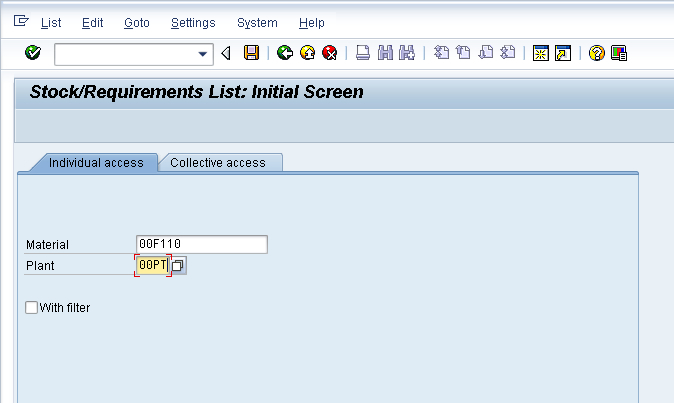 List Edit Goto Settings System Help
Stock/Requirements List: Initial Screen
Individual access Collective access
Material 00F110
Plant 00PT
With filter